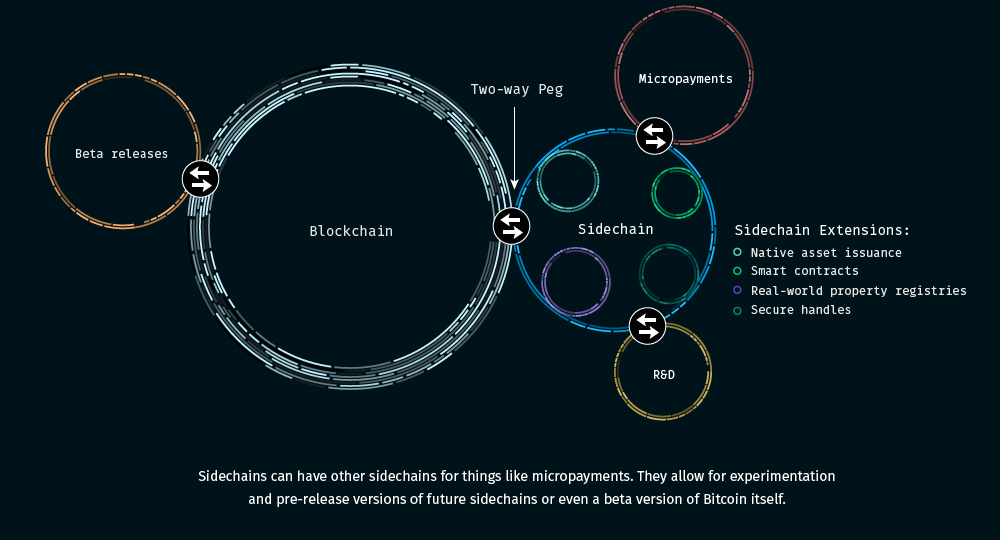 Micropayments
Two-way Peg
Beta releases
Blockchain
Sidechain
Sidechain Extensions:
Native asset issuance
Smart contracts
Real-world property registries
Secure handles
R&D
Sidechains can have other sidechains for things like micropayments. They allow for experimentation
and pre-release versions of future sidechains or even a beta version of Bitcoin itself.